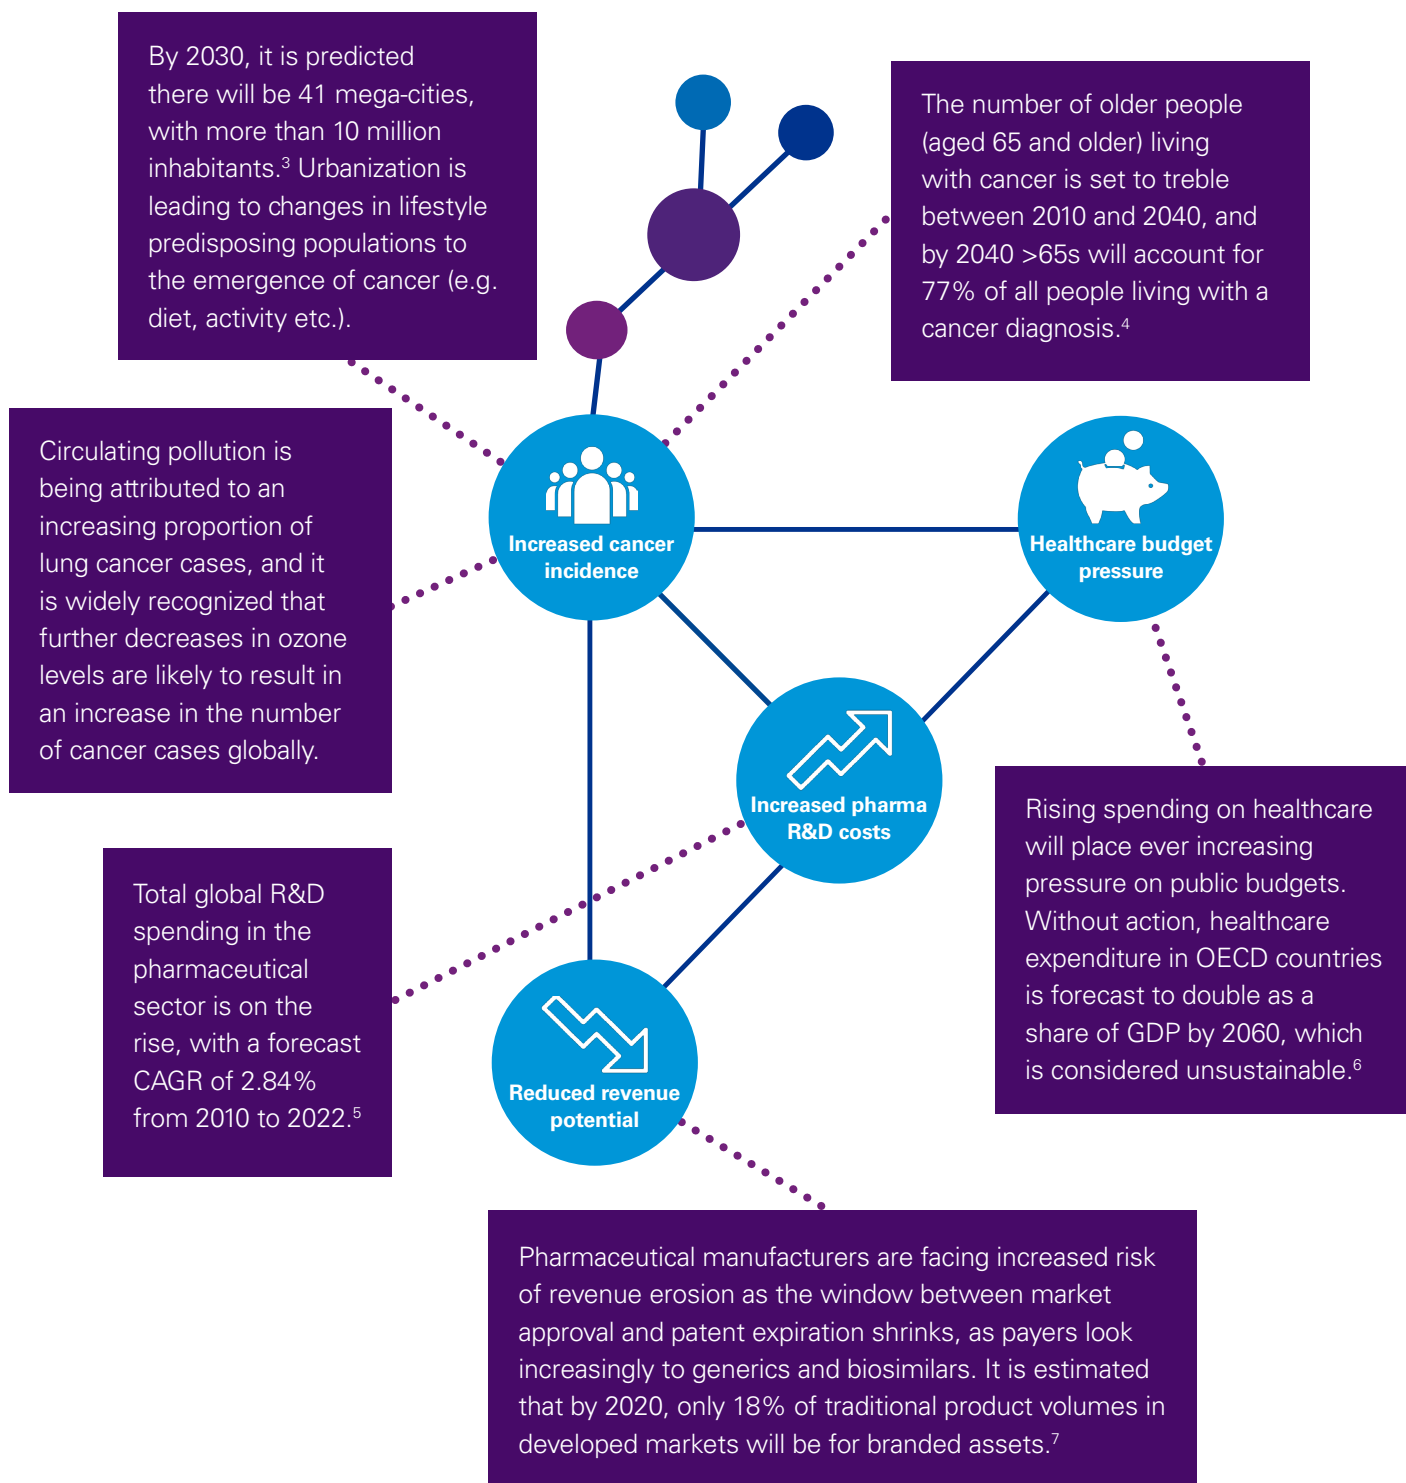 By 2030, it is predicted
there will be 41 mega-cities,
with more than 10 million
inhabitants.³ Urbanization is
leading to changes in lifestyle
predisposing populations to
the emergence of cancer (e.g.
diet, activity etc.).
The number of older people
(aged 65 and older) living
with cancer is set to treble
between 2010 and 2040, and
by 2040 >65s will account for
77% of all people living with a
cancer diagnosis.⁴
Circulating pollution is
being attributed to an
increasing proportion of
lung cancer cases, and it
is widely recognized that
further decreases in ozone
levels are likely to result in
an increase in the number
of cancer cases globally.
Increased cancer
incidence
Healthcare budget
pressure
Increased pharma
R&D costs
Rising spending on healthcare
will place ever increasing
pressure on public budgets.
Without action, healthcare
expenditure in OECD countries
is forecast to double as a
share of GDP by 2060, which
is considered unsustainable.⁶
Total global R&D
spending in the
pharmaceutical
sector is on the
rise, with a forecast
CAGR of 2.84%
from 2010 to 2022.⁵
Reduced revenue
potential
Pharmaceutical manufacturers are facing increased risk
of revenue erosion as the window between market
approval and patent expiration shrinks, as payers look
increasingly to generics and biosimilars. It is estimated
that by 2020, only 18% of traditional product volumes in
developed markets will be for branded assets.⁷